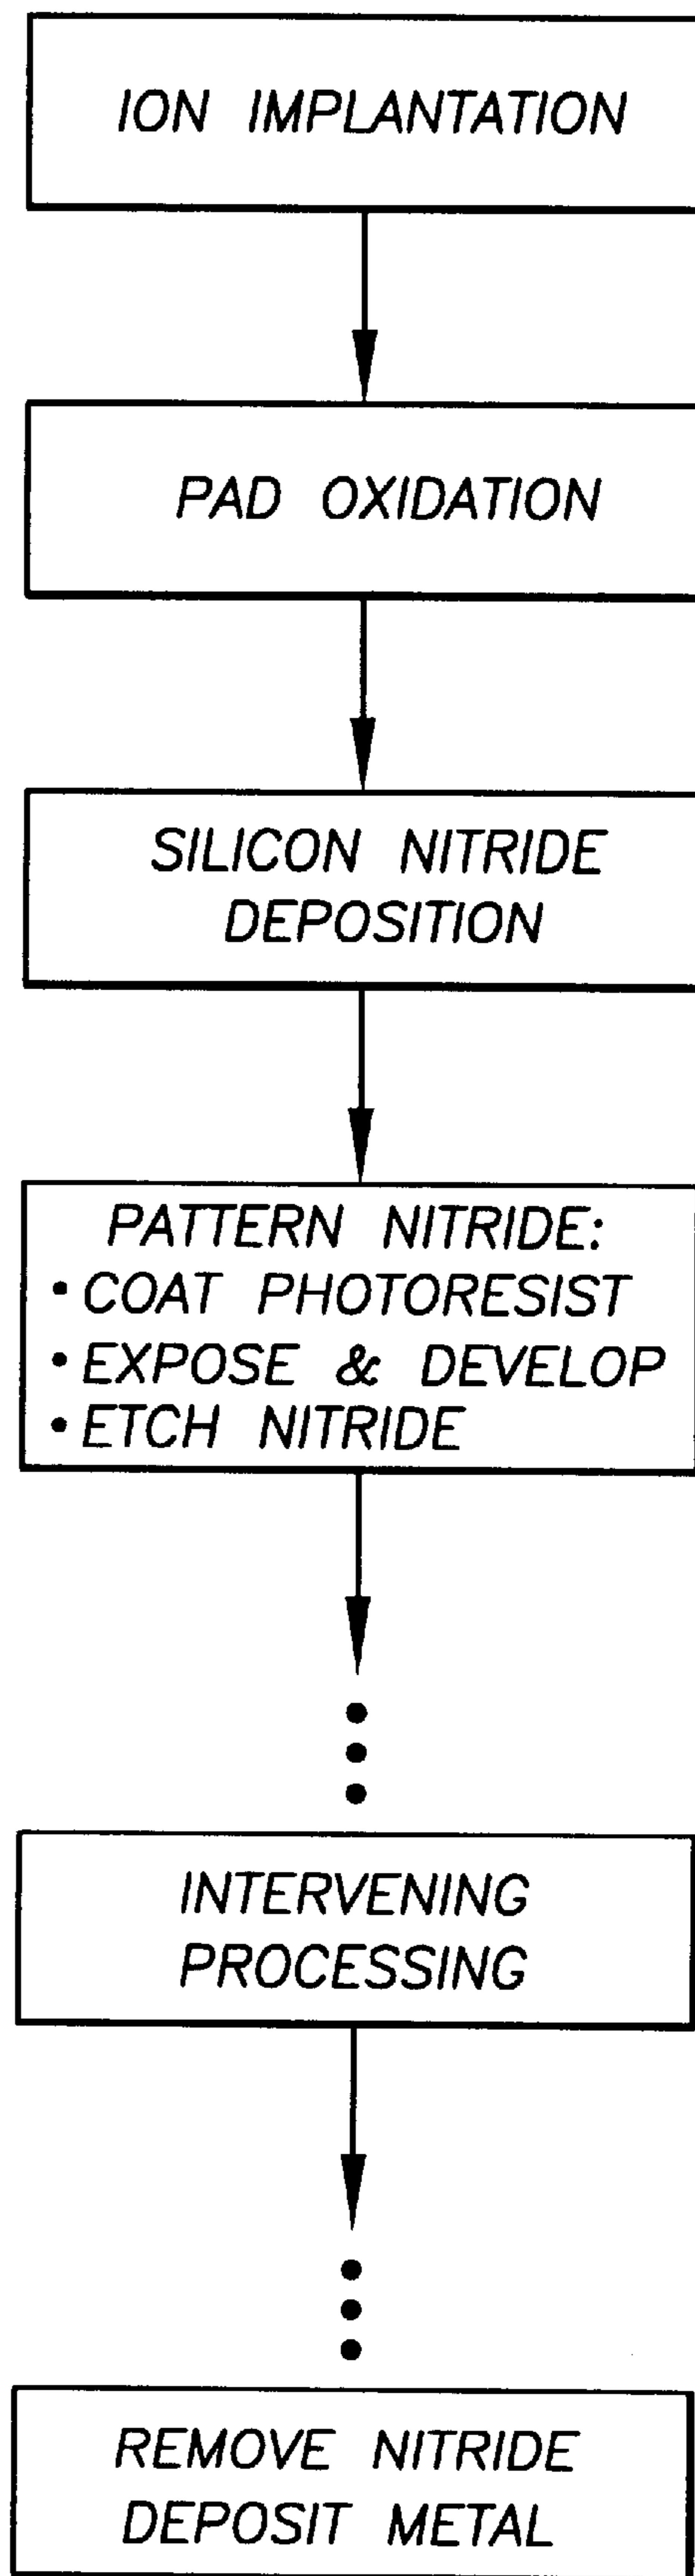 ION IMPLANTATION
PAD OXIDATION
SILICON NITRIDE
DEPOSITION
PATTERN NITRIDE:
• COAT PHOTORESIST
• EXPOSE & DEVELOP
• ETCH NITRIDE
INTERVENING
PROCESSING
REMOVE NITRIDE
DEPOSIT METAL